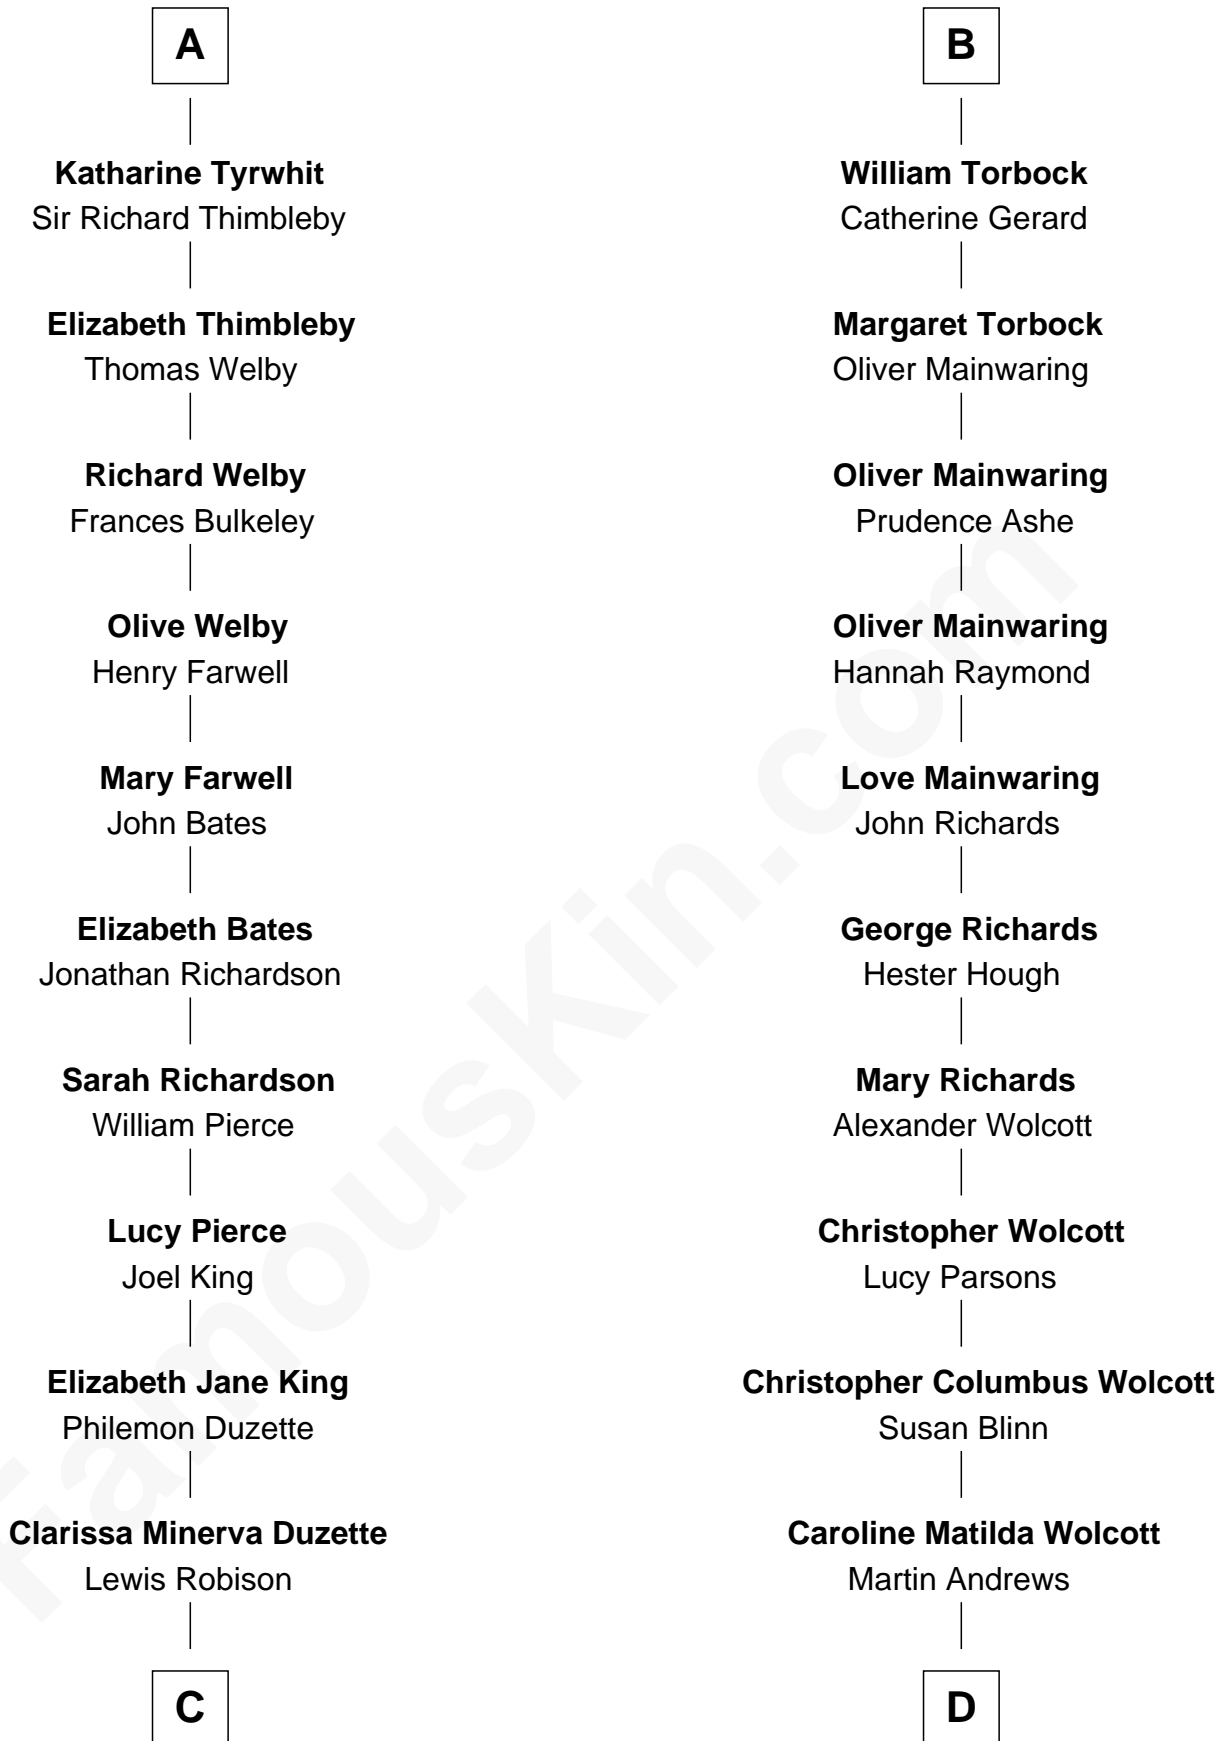 A
Katharine Tyrwhit
Sir Richard Thimbleby
Elizabeth Thimbleby
Thomas Welby
Richard Welby
Frances Bulkeley
Olive Welby
Henry Farwell
Mary Farwell
John Bates
Elizabeth Bates
Jonathan Richardson
Sarah Richardson
William Pierce
Lucy Pierce
Joel King
Elizabeth Jane King
Philemon Duzette
Clarissa Minerva Duzette
Lewis Robison
C
B
William Torbock
Catherine Gerard
Margaret Torbock
Oliver Mainwaring
Oliver Mainwaring
Prudence Ashe
Oliver Mainwaring
Hannah Raymond
Love Mainwaring
John Richards
George Richards
Hester Hough
Mary Richards
Alexander Wolcott
Christopher Wolcott
Lucy Parsons
Christopher Columbus Wolcott
Susan Blinn
Caroline Matilda Wolcott
Martin Andrews
D
FamousKin.com